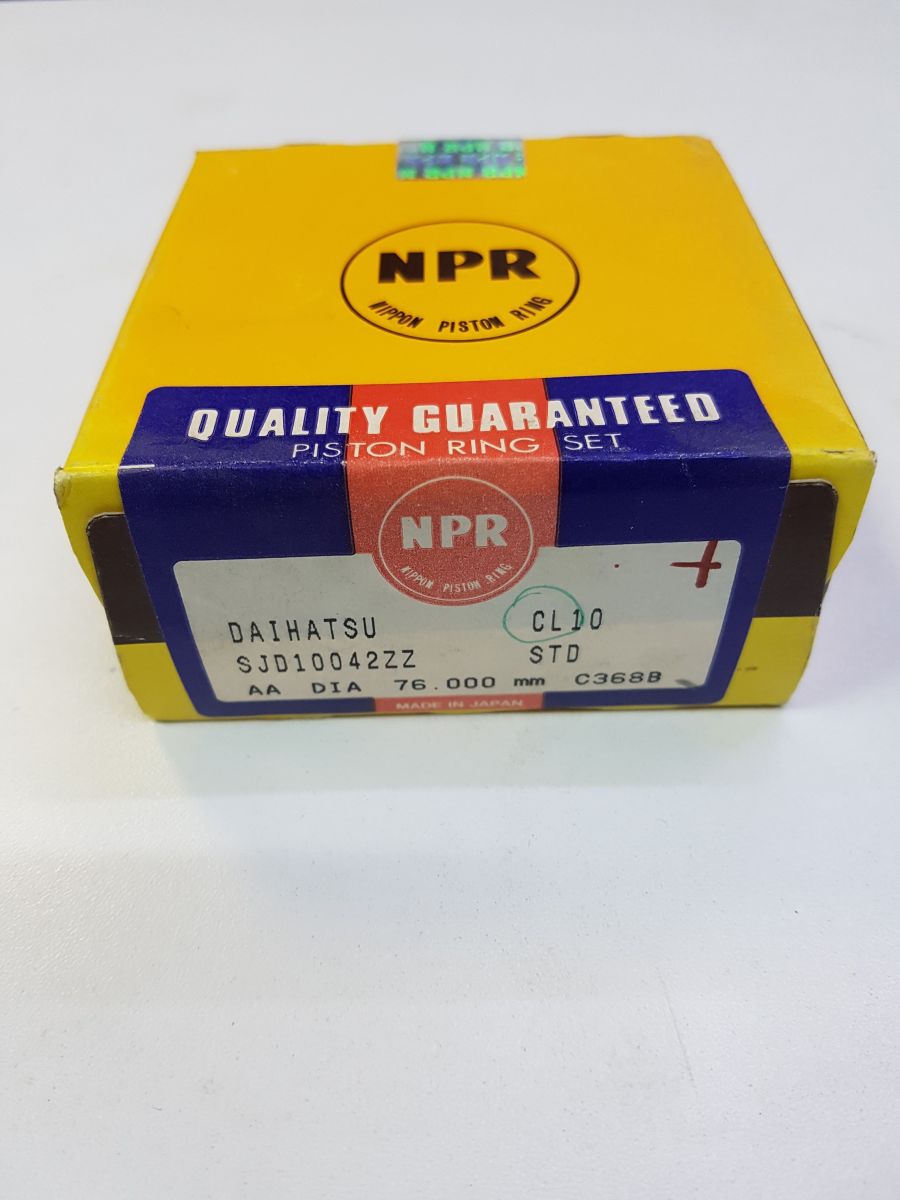 NPR
NIPPON PISTON RING
QUALITY GUARANTEED
PISTON RING SET
NPR
NIPPON PISTON RING
DAIHATSU CL10
SJD10042ZZ STD
AA DIA 76.000 mm C368B
MADE IN JAPAN